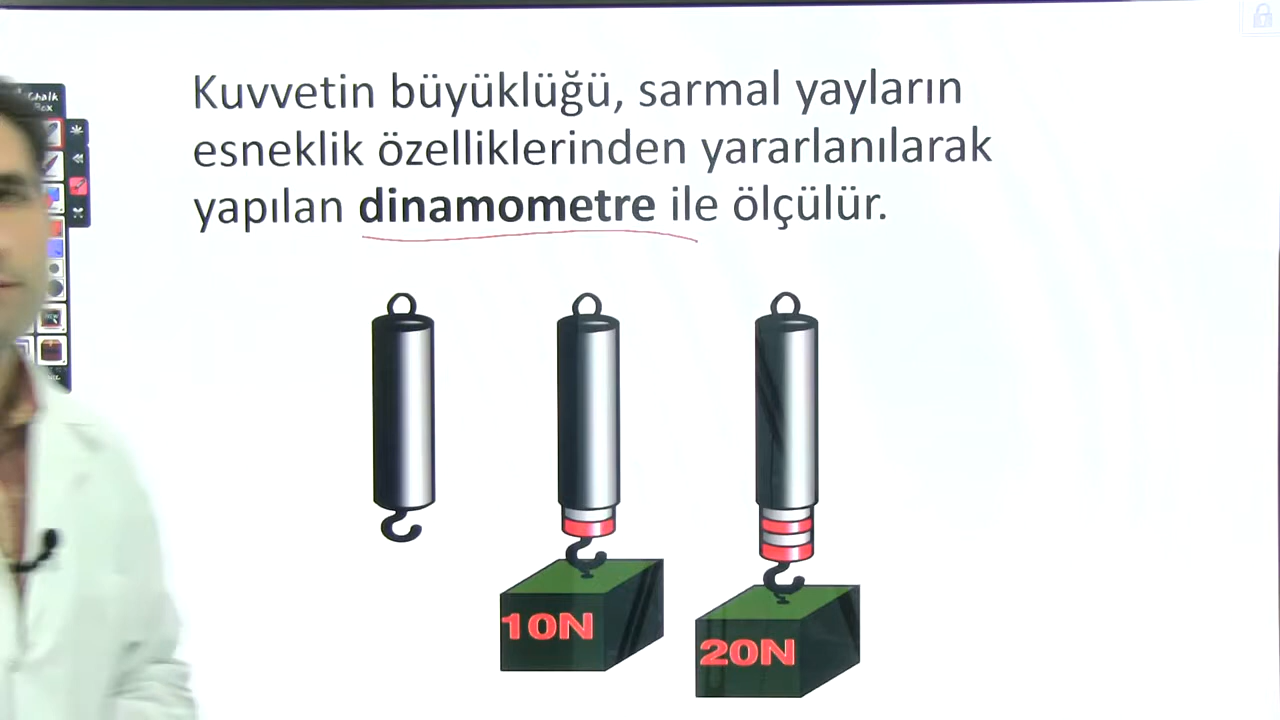 Kuvvetin büyüklüğü, sarmal yayların
esneklik özelliklerinden yararlanılarak
yapılan dinamometre ile ölçülür.
10N
20N